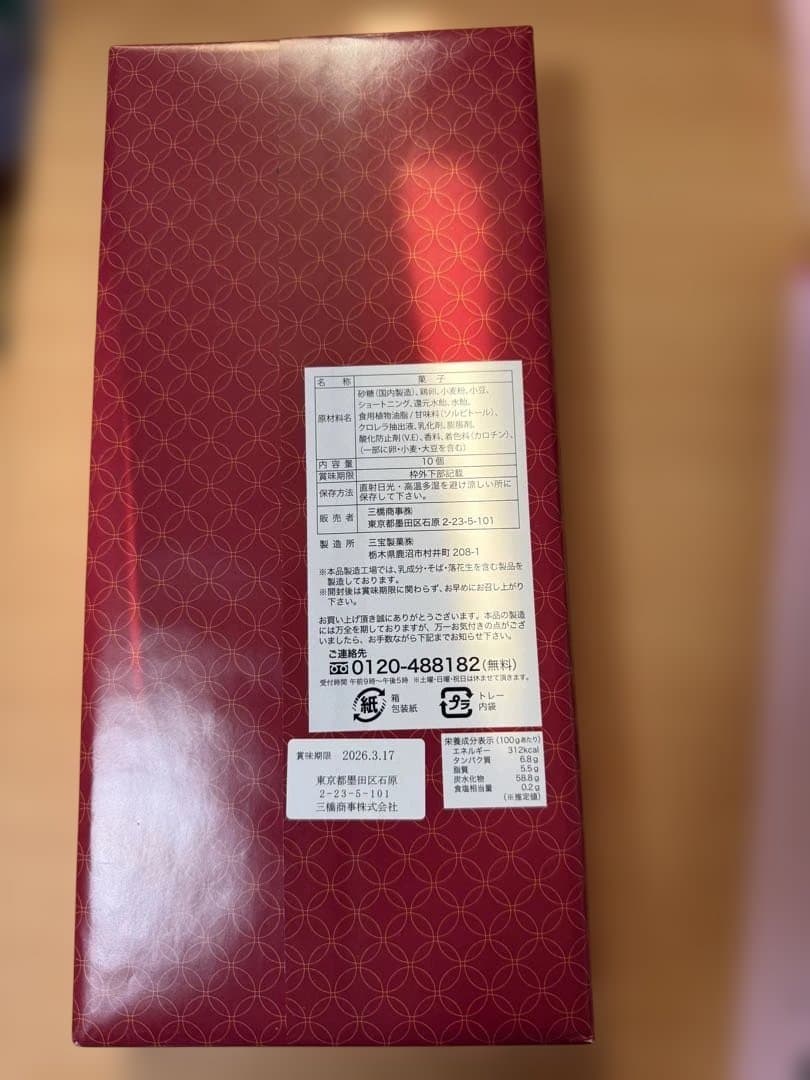 名称 菓子
原材料名 砂糖(国内製造)、鶏卵、小麦粉、小豆、
ショートニング、還元水飴、水飴、
食用植物油脂/甘味料(ソルビトール)、
クロレラ抽出液、乳化剤、膨脹剤、
酸化防止剤(V.E)、香料、着色料(カロチン)、
(一部に卵・小麦・大豆を含む)
内容量 10個
賞味期限 枠外下部記載
保存方法 直射日光・高温多湿を避け涼しい所に
保存して下さい。
販売者 三橋商事㈱
東京都墨田区石原 2-23-5-101
製造所 三宝製菓㈱
栃木県鹿沼市村井町 208-1
※本品製造工場では、乳成分・そば・落花生を含む製品を
製造しております。
※開封後は賞味期限に関わらず、お早めにお召し上がり
下さい。
お買い上げ頂き誠にありがとうございます。本品の製造
には万全を期しておりますが、万一お気付きの点がござ
いましたら、お手数ながら下記までお知らせ下さい。
ご連絡先
0120-488182(無料)
受付時間 午前9時〜午後5時 ※土曜・日曜・祝日は休ませて頂きます。
紙 箱
包装紙
プラ トレー
内袋
賞味期限 2026.3.17
東京都墨田区石原
2-23-5-101
三橋商事株式会社
栄養成分表示(100gあたり)
エネルギー 312kcal
タンパク質 6.8g
脂質 5.5g
炭水化物 58.8g
食塩相当量 0.2g
(※推定値)